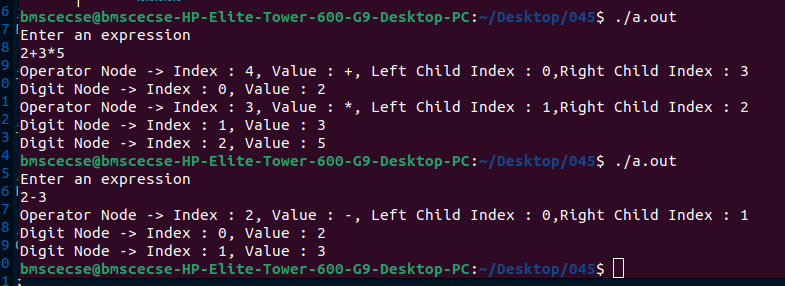 bmscecse@bmscecse-HP-Elite-Tower-600-G9-Desktop-PC:~/Desktop/045$ ./a.out
Enter an expression
2+3*5
Operator Node -> Index : 4, Value : +, Left Child Index : 0,Right Child Index : 3
Digit Node -> Index : 0, Value : 2
Operator Node -> Index : 3, Value : *, Left Child Index : 1,Right Child Index : 2
Digit Node -> Index : 1, Value : 3
Digit Node -> Index : 2, Value : 5
bmscecse@bmscecse-HP-Elite-Tower-600-G9-Desktop-PC:~/Desktop/045$ ./a.out
Enter an expression
2-3
Operator Node -> Index : 2, Value : -, Left Child Index : 0,Right Child Index : 1
Digit Node -> Index : 0, Value : 2
Digit Node -> Index : 1, Value : 3
bmscecse@bmscecse-HP-Elite-Tower-600-G9-Desktop-PC:~/Desktop/045$